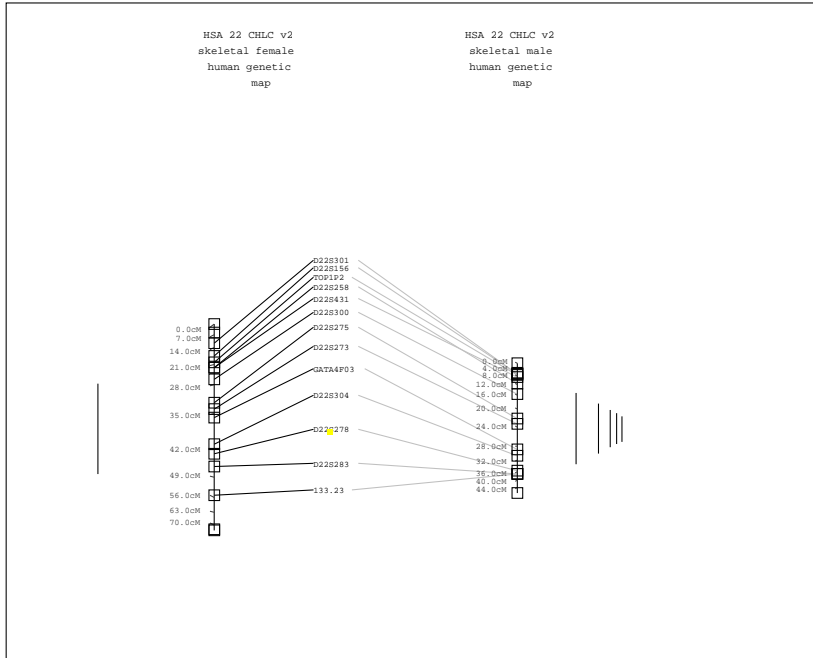 HSA 22 CHLC v2
skeletal female
human genetic
map
HSA 22 CHLC v2
skeletal male
human genetic
map
D22S301
D22S156
TOP1P2
D22S258
D22S431
D22S300
D22S275
D22S273
GATA4F03
D22S304
D22S278
D22S283
133.23
0.0cM
7.0cM
14.0cM
21.0cM
28.0cM
35.0cM
42.0cM
49.0cM
56.0cM
63.0cM
70.0cM
0.0cM
4.0cM
8.0cM
12.0cM
16.0cM
20.0cM
24.0cM
28.0cM
32.0cM
36.0cM
40.0cM
44.0cM